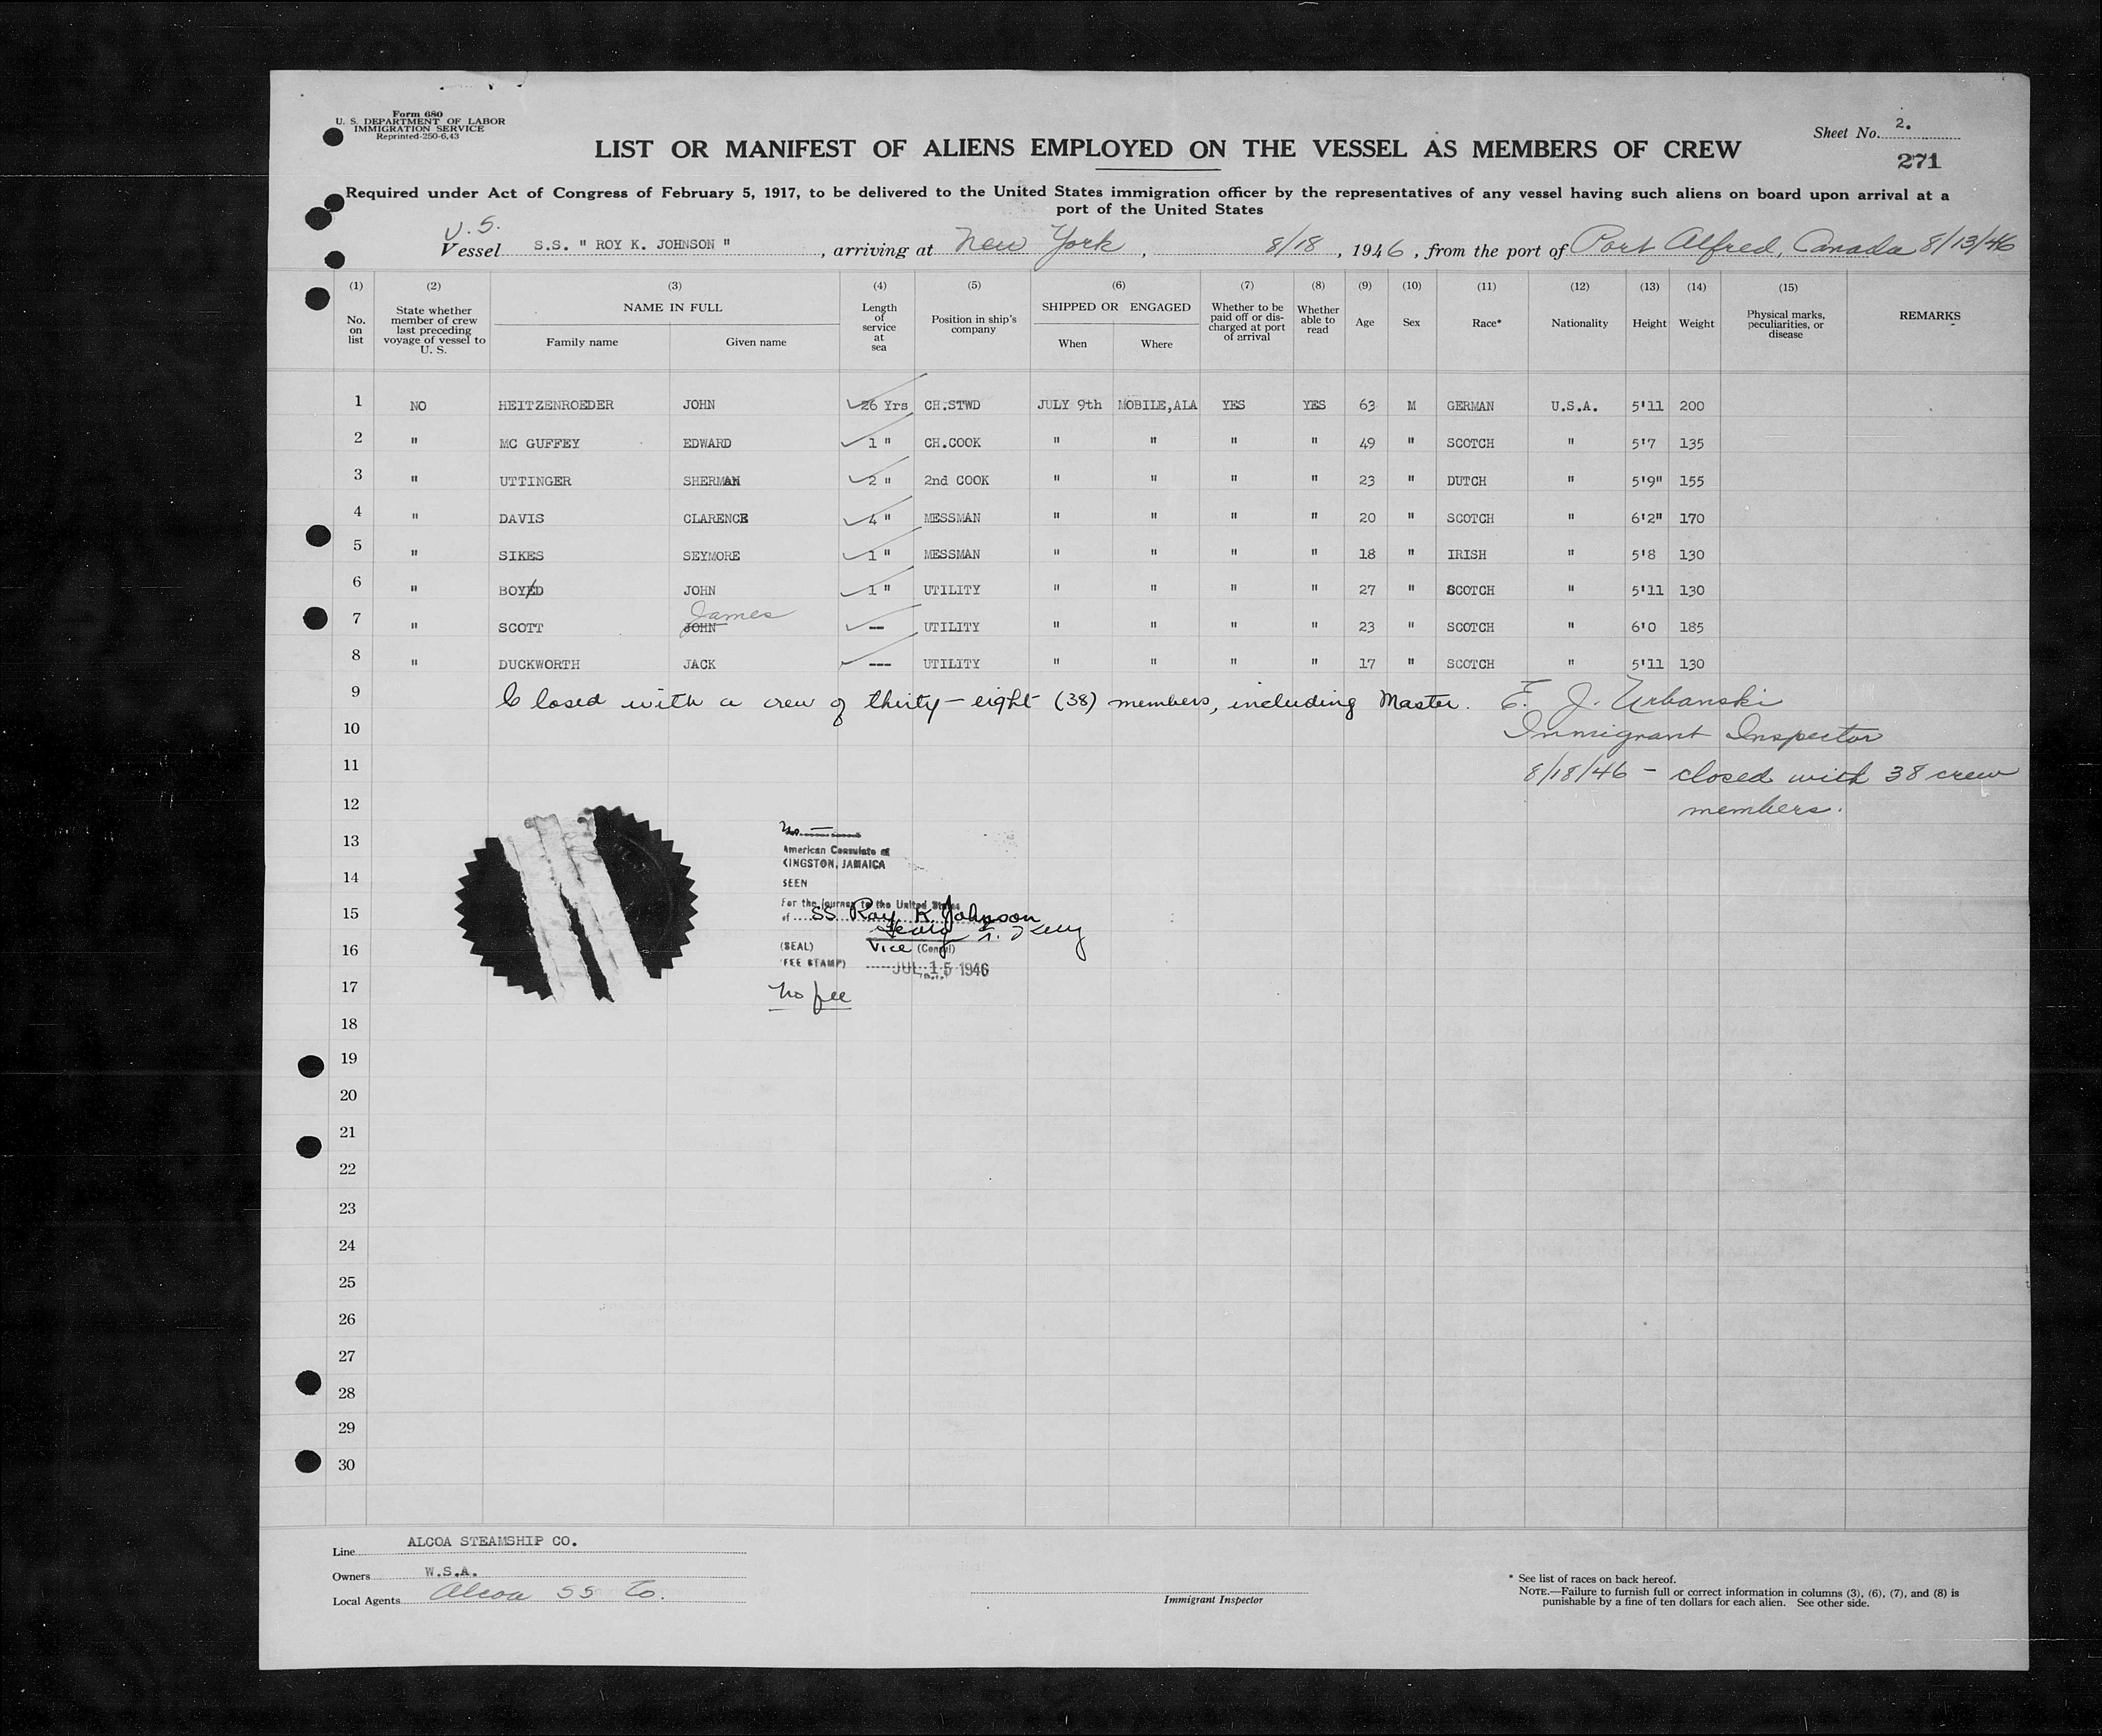 Form 680
U. S. DEPARTMENT OF LABOR
IMMIGRATION SERVICE
Reprinted-250-6,43
Sheet No. 2.
271
LIST OR MANIFEST OF ALIENS EMPLOYED ON THE VESSEL AS MEMBERS OF CREW
Required under Act of Congress of February 5, 1917, to be delivered to the United States immigration officer by the representatives of any vessel having such aliens on board upon arrival at a
port of the United States
U.S.
Vessel S.S. " ROY K. JOHNSON ", arriving at New York, 8/18, 1946, from the port of Port Alfred, Canada 8/13/46
(1) (2) (3) (4) (5) (6) (7) (8) (9) (10) (11) (12) (13) (14) (15)
No. on list
State whether member of crew last preceding voyage of vessel to U. S.
NAME IN FULL
Family name
Given name
Length of service at sea
Position in ship's company
SHIPPED OR ENGAGED
When
Where
Whether to be paid off or discharged at port of arrival
Whether able to read
Age
Sex
Race*
Nationality
Height
Weight
Physical marks, peculiarities, or disease
REMARKS
1 NO HEITZENROEDER JOHN 26 Yrs CH.STWD JULY 9th MOBILE,ALA YES YES 63 M GERMAN U.S.A. 5'11 200
2 " MC GUFFEY EDWARD 1 " CH.COOK " " " " 49 " SCOTCH " 5'7 135
3 " UTTINGER SHERMAN 2 " 2nd COOK " " " " 23 " DUTCH " 5'9" 155
4 " DAVIS CLARENCE 4 " MESSMAN " " " " 20 " SCOTCH " 6'2" 170
5 " SIKES SEYMORE 1 " MESSMAN " " " " 18 " IRISH " 5'8 130
6 " BOYED JOHN 1 " UTILITY " " " " 27 " SCOTCH " 5'11 130
James
7 " SCOTT JOHN -- UTILITY " " " " 23 " SCOTCH " 6'0 185
8 " DUCKWORTH JACK --- UTILITY " " " " 17 " SCOTCH " 5'11 130
9 Closed with a crew of thirty-eight (38) members, including Master. E. J. Urbanski
10 Immigrant Inspector
11 8/18/46 - closed with 38 crew
12 members.
No.
13 American Consulate at
KINGSTON, JAMAICA
14 SEEN
For the journey to the United States
15 of SS Roy K. Johnson
16 (SEAL) Vice (Consul)
(FEE STAMP) JUL 15 1946
(Date)
17 No fee
18
19
20
21
22
23
24
25
26
27
28
29
30
Line ALCOA STEAMSHIP CO.
Owners W.S.A.
Local Agents Alcoa SS Co.
Immigrant Inspector
* See list of races on back hereof.
NOTE.—Failure to furnish full or correct information in columns (3), (6), (7), and (8) is
punishable by a fine of ten dollars for each alien. See other side.